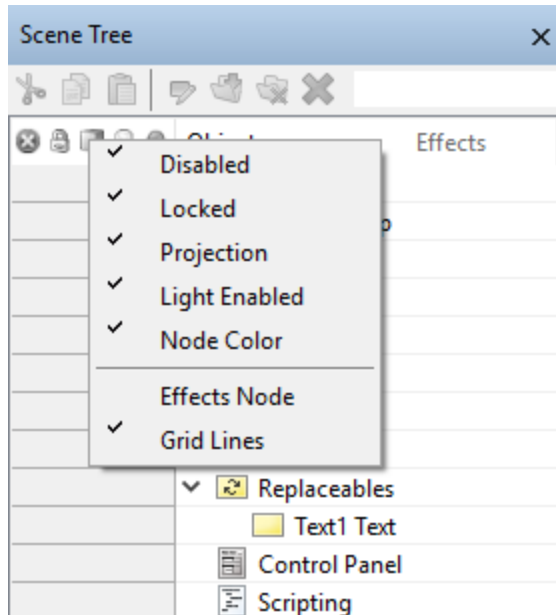 Scene Tree
Effects
Disabled
Locked
Projection
Light Enabled
Node Color
Effects Node
Grid Lines
Replaceables
Text1 Text
Control Panel
Scripting